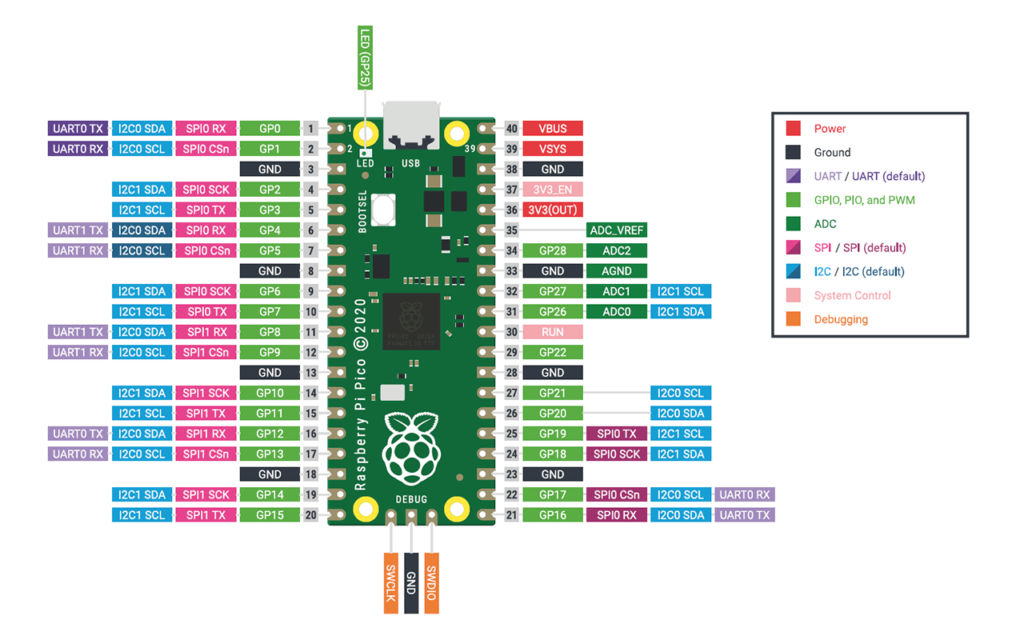 LED (GP25)
UART0 TX I2C0 SDA SPI0 RX GP0 1 1 40 VBUS
UART0 RX I2C0 SCL SPI0 CSn GP1 2 2 39 39 VSYS
LED USB
GND 3 38 GND
I2C1 SDA SPI0 SCK GP2 4 37 3V3_EN
BOOTSEL
I2C1 SCL SPI0 TX GP3 5 36 3V3(OUT)
UART1 TX I2C0 SDA SPI0 RX GP4 6 35 ADC_VREF
UART1 RX I2C0 SCL SPI0 CSn GP5 7 34 GP28 ADC2
GND 8 33 GND AGND
I2C1 SDA SPI0 SCK GP6 9 32 GP27 ADC1 I2C1 SCL
I2C1 SCL SPI0 TX GP7 10 31 GP26 ADC0 I2C1 SDA
UART1 TX I2C0 SDA SPI1 RX GP8 11 30 RUN
UART1 RX I2C0 SCL SPI1 CSn GP9 12 29 GP22
GND 13 28 GND
Raspberry Pi Pico ©2020
I2C1 SDA SPI1 SCK GP10 14 27 GP21 I2C0 SCL
I2C1 SCL SPI1 TX GP11 15 26 GP20 I2C0 SDA
UART0 TX I2C0 SDA SPI1 RX GP12 16 25 GP19 SPI0 TX I2C1 SCL
UART0 RX I2C0 SCL SPI1 CSn GP13 17 24 GP18 SPI0 SCK I2C1 SDA
GND 18 23 GND
I2C1 SDA SPI1 SCK GP14 19 22 GP17 SPI0 CSn I2C0 SCL UART0 RX
DEBUG
I2C1 SCL SPI1 TX GP15 20 21 GP16 SPI0 RX I2C0 SDA UART0 TX
SWCLK
GND
SWDIO
Power
Ground
UART / UART (default)
GPIO, PIO, and PWM
ADC
SPI / SPI (default)
I2C / I2C (default)
System Control
Debugging